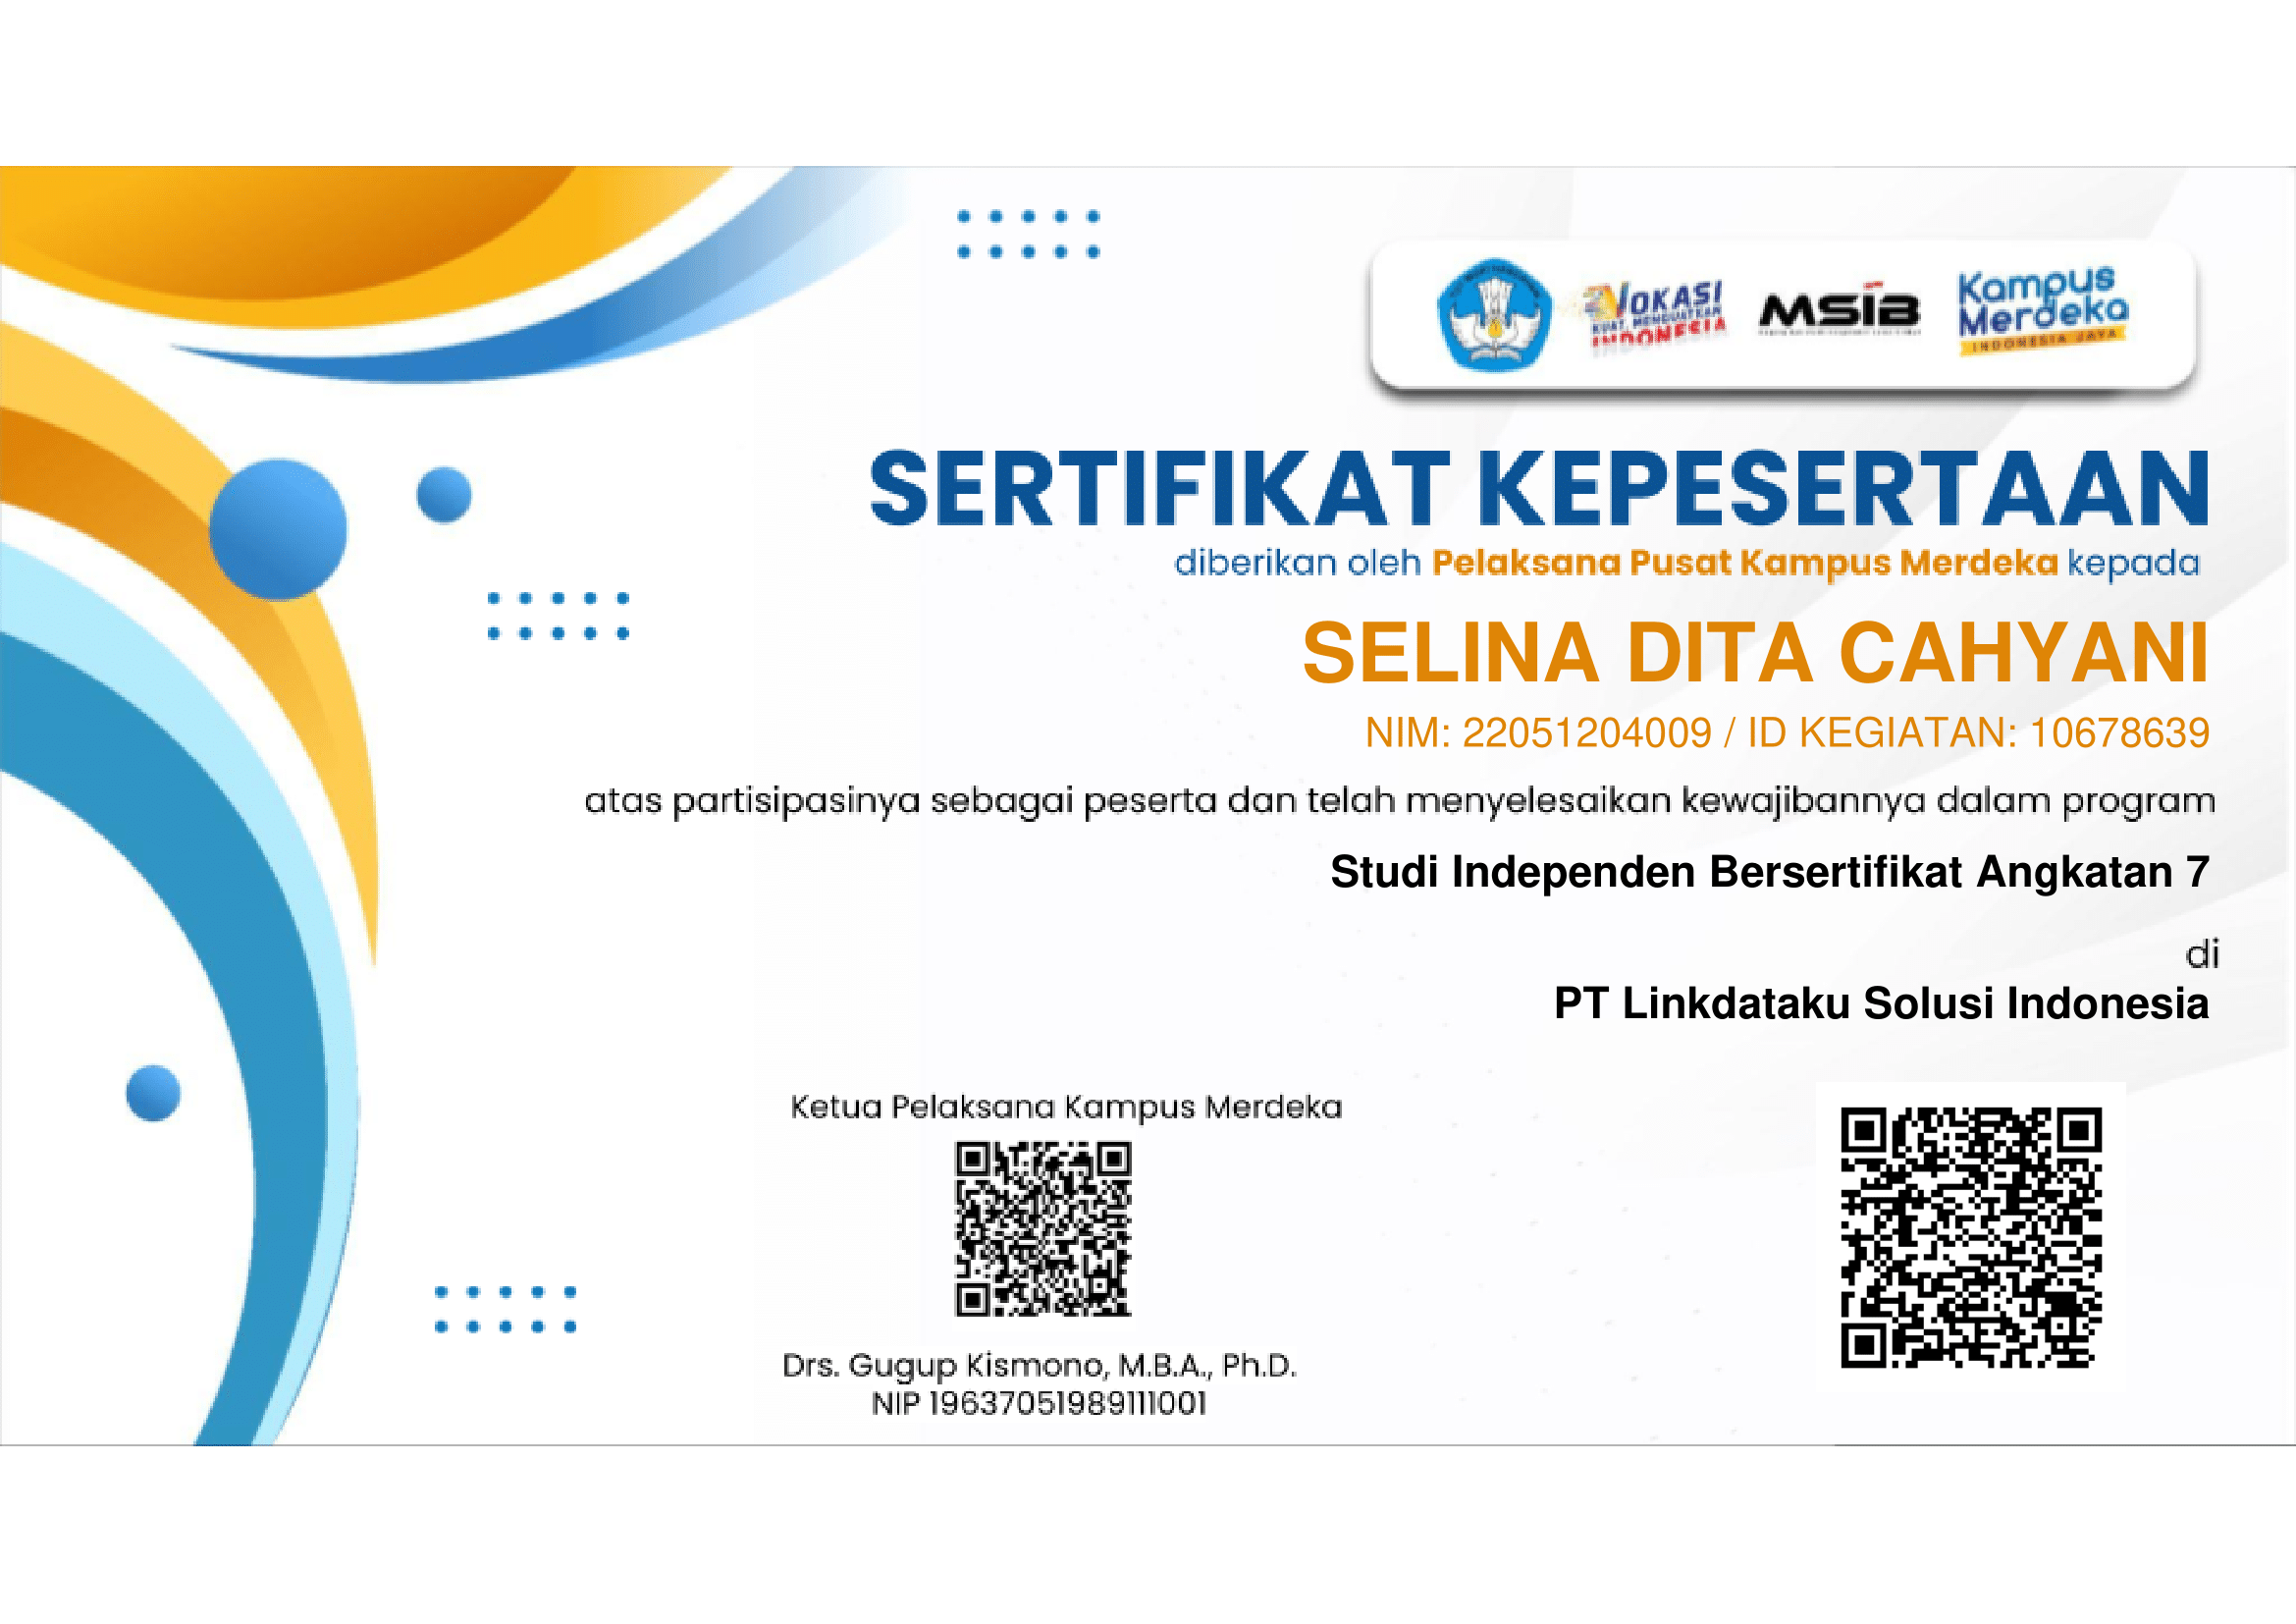 VOKASI
KUAT, MENGUATKAN
INDONESIA
MSIB
Kampus
Merdeka
INDONESIA JAYA
SERTIFIKAT KEPESERTAAN
diberikan oleh Pelaksana Pusat Kampus Merdeka kepada
SELINA DITA CAHYANI
NIM: 22051204009 / ID KEGIATAN: 10678639
atas partisipasinya sebagai peserta dan telah menyelesaikan kewajibannya dalam program
Studi Independen Bersertifikat Angkatan 7
di
PT Linkdataku Solusi Indonesia
Ketua Pelaksana Kampus Merdeka
Drs. Gugup Kismono, M.B.A., Ph.D.
NIP 19637051989111001